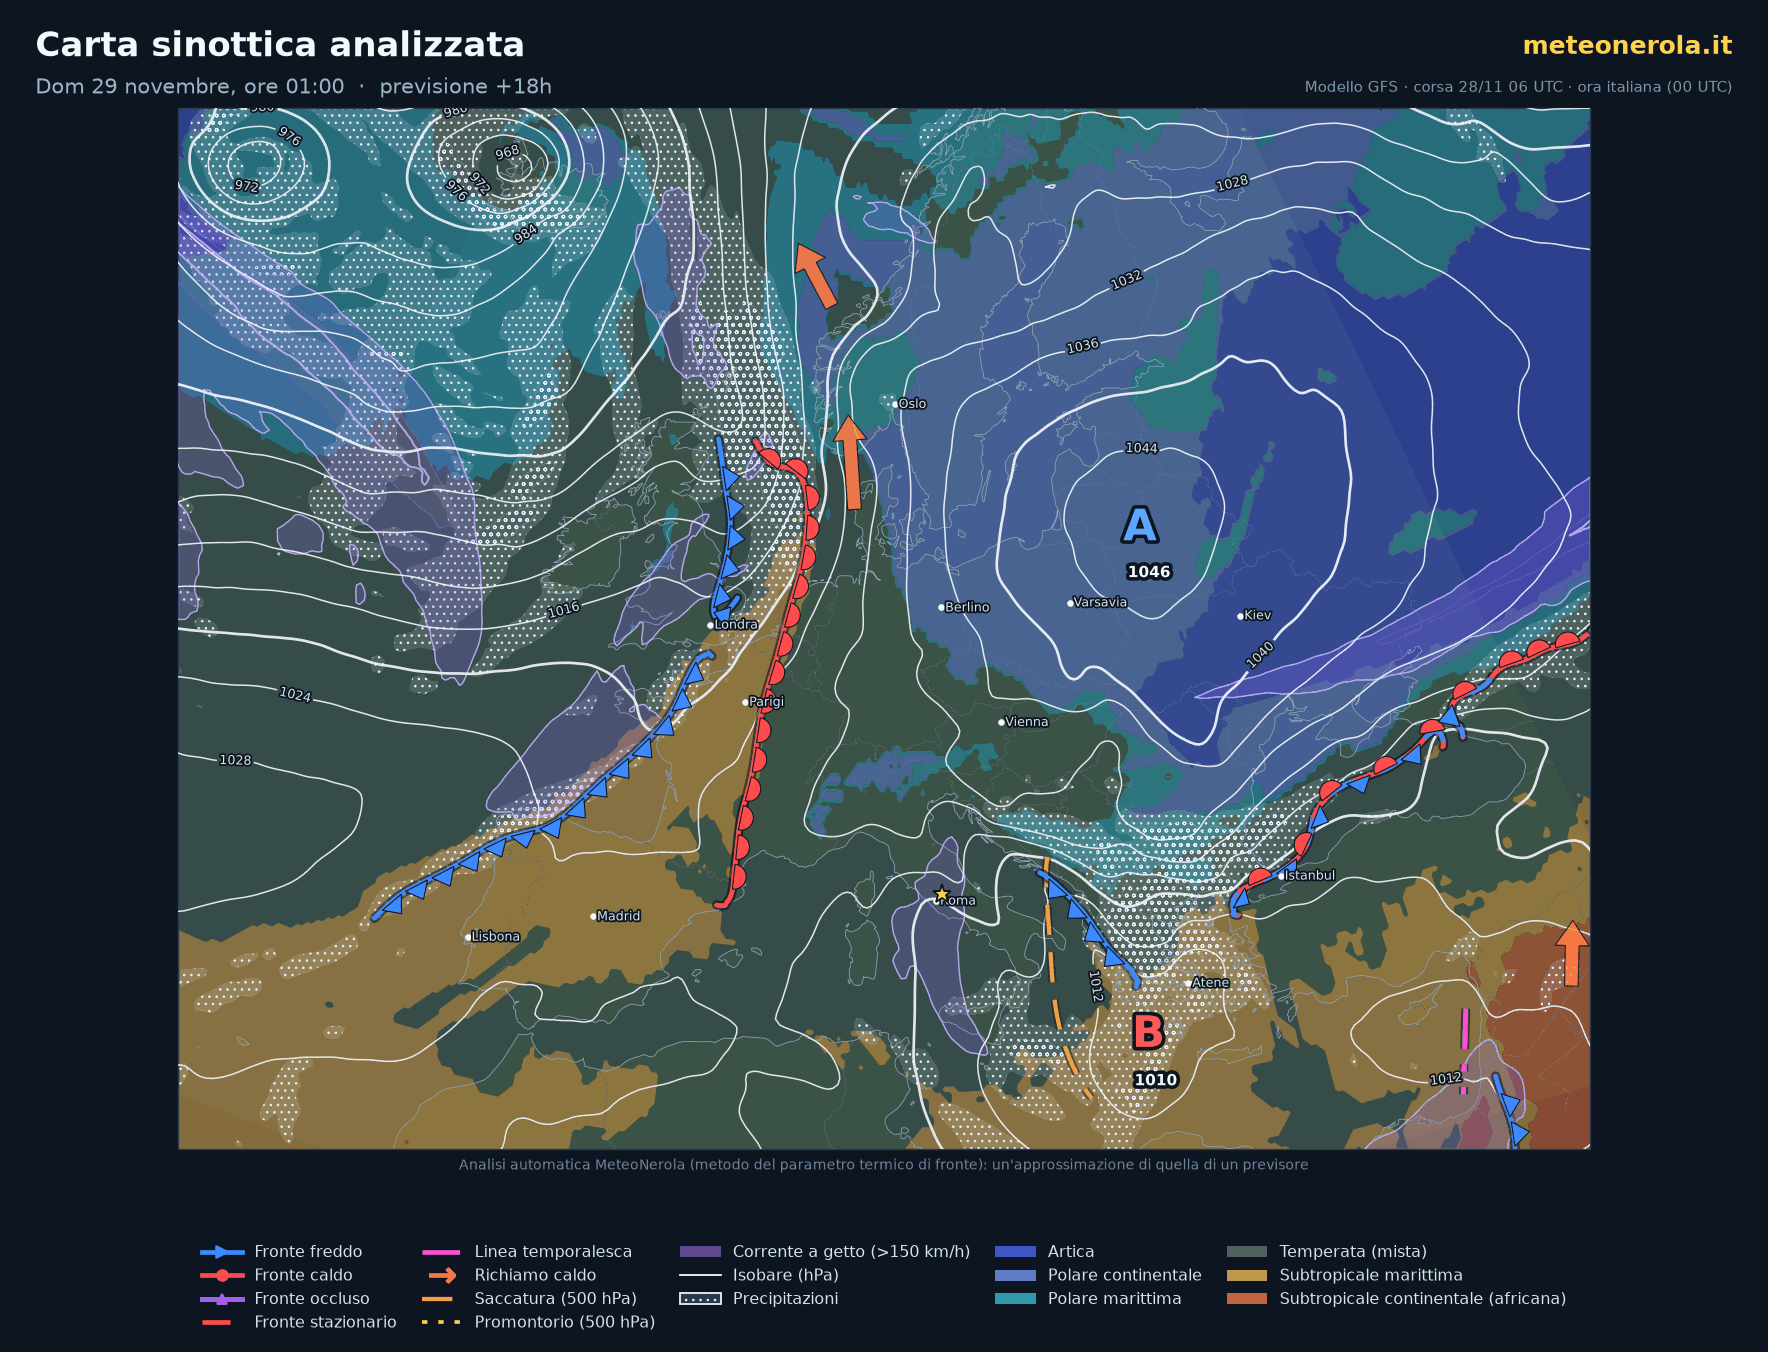 Carta sinottica analizzata
meteonerola.it
Dom 29 novembre, ore 01:00 · previsione +18h
Modello GFS · corsa 28/11 06 UTC · ora italiana (00 UTC)
980
980
976
968
972
972
976
984
1028
1032
1036
Oslo
1044
A
1046
1016
Berlino
Varsavia
Kiev
Londra
1040
1024
Parigi
Vienna
1028
Istanbul
Roma
Madrid
Lisbona
1012
Atene
B
1010
1012
Analisi automatica MeteoNerola (metodo del parametro termico di fronte): un'approssimazione di quella di un previsore
Fronte freddo
Fronte caldo
Fronte occluso
Fronte stazionario
Linea temporalesca
Richiamo caldo
Saccatura (500 hPa)
Promontorio (500 hPa)
Corrente a getto (>150 km/h)
Isobare (hPa)
Precipitazioni
Artica
Polare continentale
Polare marittima
Temperata (mista)
Subtropicale marittima
Subtropicale continentale (africana)